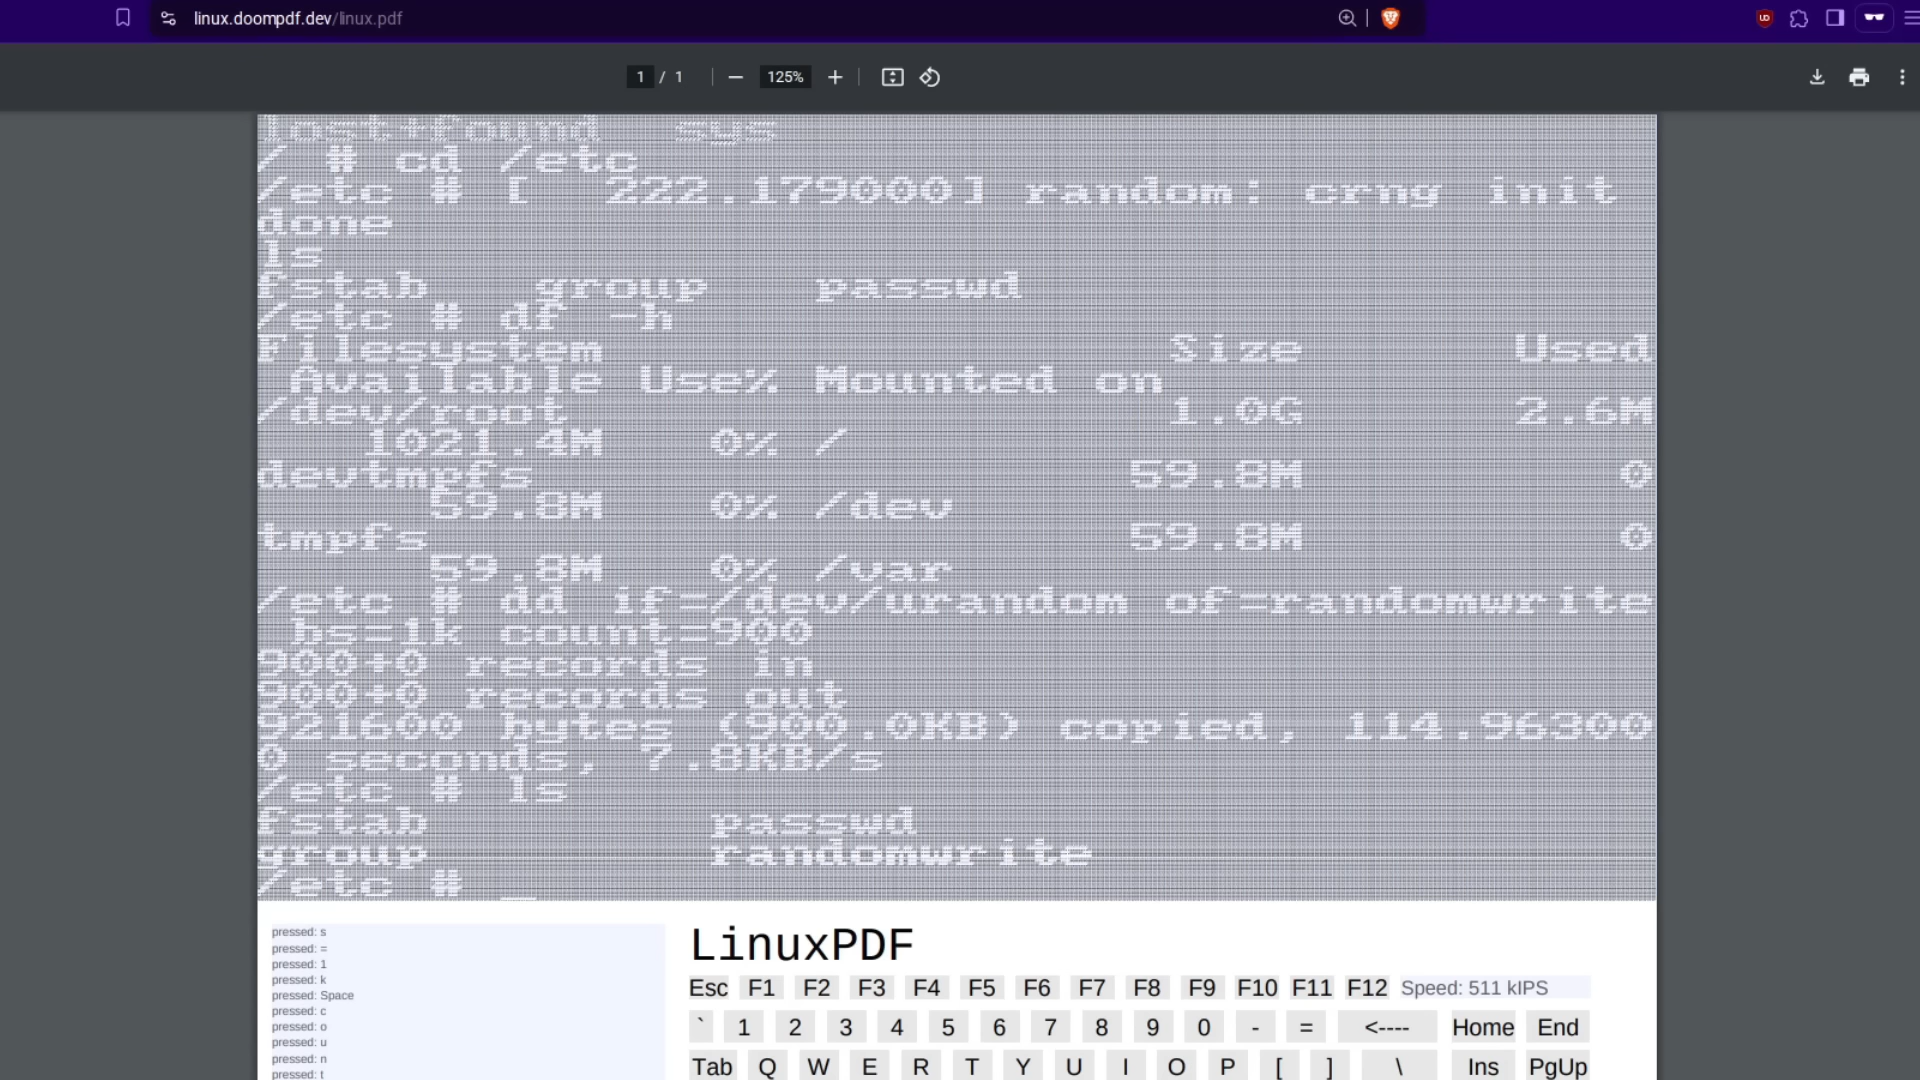 linux.doompdf.dev/linux.pdf
1 / 1 125%
lost+found sys
/ # cd /etc
/etc # [ 222.179000] random: crng init
done
ls
fstab group passwd
/etc # df -h
Filesystem Size Used
Available Use% Mounted on
/dev/root 1.0G 2.6M
1021.4M 0% /
devtmpfs 59.8M 0
59.8M 0% /dev
tmpfs 59.8M 0
59.8M 0% /var
/etc # dd if=/dev/urandom of=randomwrite
bs=1k count=900
900+0 records in
900+0 records out
921600 bytes (900.0KB) copied, 114.96300
0 seconds, 7.8KB/s
/etc # ls
fstab passwd
group randomwrite
/etc # _
pressed: s
pressed: =
pressed: 1
pressed: k
pressed: Space
pressed: c
pressed: o
pressed: u
pressed: n
pressed: t
LinuxPDF
Esc F1 F2 F3 F4 F5 F6 F7 F8 F9 F10 F11 F12 Speed: 511 kIPS
` 1 2 3 4 5 6 7 8 9 0 - = <---- Home End
Tab Q W E R T Y U I O P [ ] \ Ins PgUp